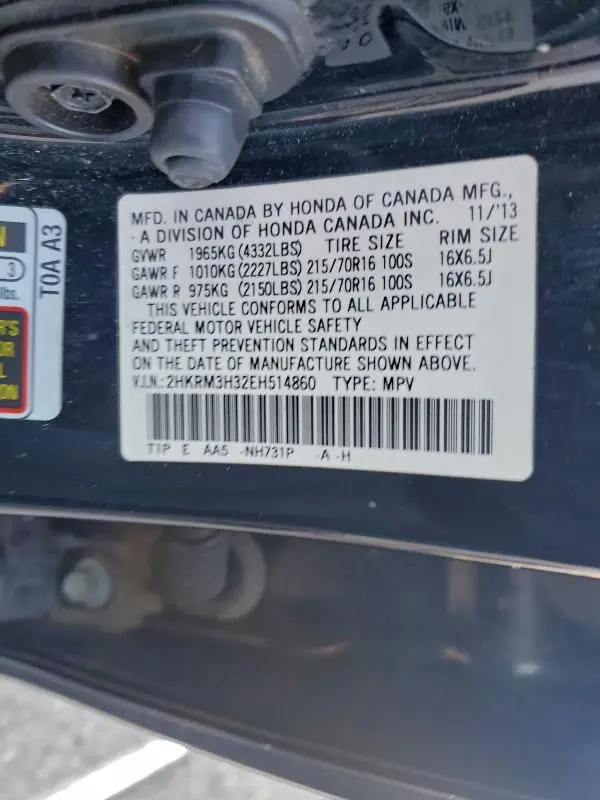 MFD. IN CANADA BY HONDA OF CANADA MFG.,
- A DIVISION OF HONDA CANADA INC. 11/'13
GVWR 1965KG (4332LBS) TIRE SIZE RIM SIZE
GAWR F 1010KG (2227LBS) 215/70R16 100S 16X6.5J
GAWR R 975KG (2150LBS) 215/70R16 100S 16X6.5J
THIS VEHICLE CONFORMS TO ALL APPLICABLE
FEDERAL MOTOR VEHICLE SAFETY
AND THEFT PREVENTION STANDARDS IN EFFECT
ON THE DATE OF MANUFACTURE SHOWN ABOVE.
V.I.N.: 2HKRM3H32EH514860 TYPE: MPV
T1P E AA5 -NH731P -A -H
T0A A3
3
lbs.